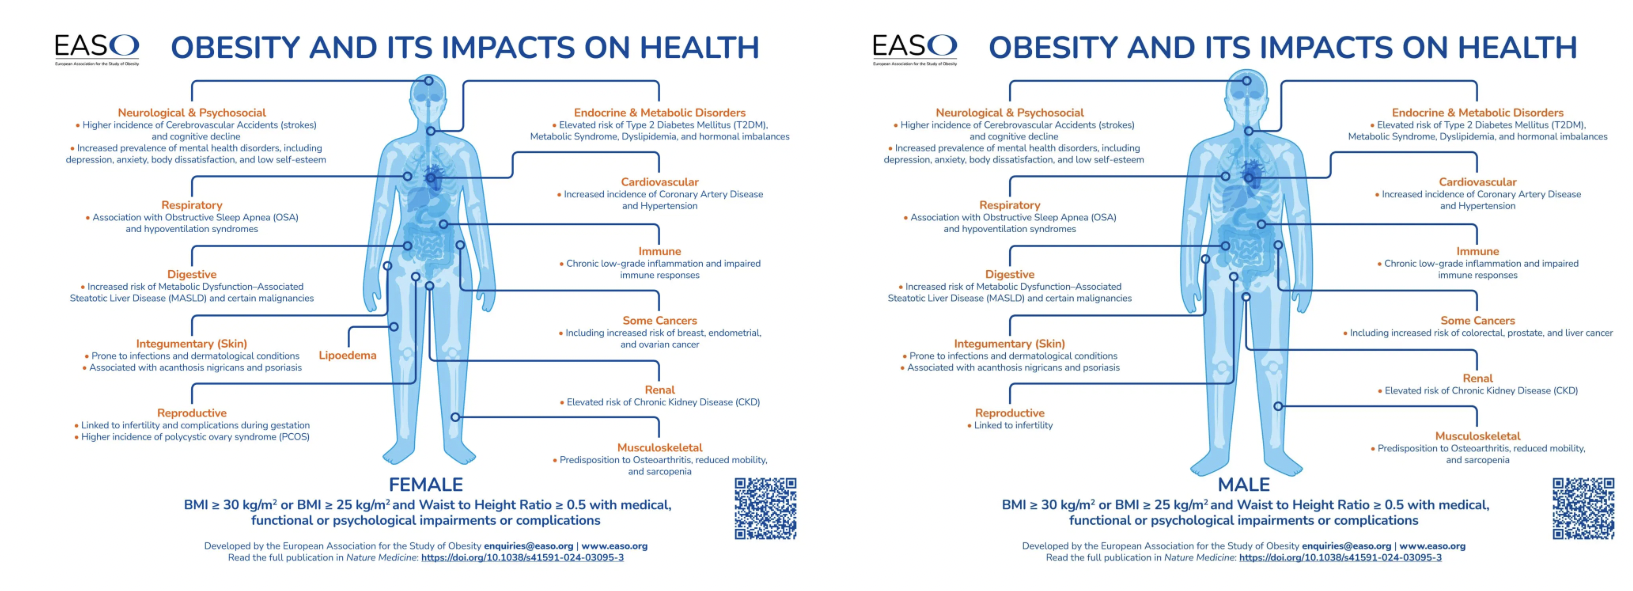 EASO
European Association for the Study of Obesity
OBESITY AND ITS IMPACTS ON HEALTH
Neurological & Psychosocial
• Higher incidence of Cerebrovascular Accidents (strokes)
and cognitive decline
• Increased prevalence of mental health disorders, including
depression, anxiety, body dissatisfaction, and low self-esteem
Respiratory
• Association with Obstructive Sleep Apnea (OSA)
and hypoventilation syndromes
Digestive
• Increased risk of Metabolic Dysfunction–Associated
Steatotic Liver Disease (MASLD) and certain malignancies
Integumentary (Skin)
• Prone to infections and dermatological conditions
• Associated with acanthosis nigricans and psoriasis
Lipoedema
Reproductive
• Linked to infertility and complications during gestation
• Higher incidence of polycystic ovary syndrome (PCOS)
Endocrine & Metabolic Disorders
• Elevated risk of Type 2 Diabetes Mellitus (T2DM),
Metabolic Syndrome, Dyslipidemia, and hormonal imbalances
Cardiovascular
• Increased incidence of Coronary Artery Disease
and Hypertension
Immune
• Chronic low-grade inflammation and impaired
immune responses
Some Cancers
• Including increased risk of breast, endometrial,
and ovarian cancer
Renal
• Elevated risk of Chronic Kidney Disease (CKD)
Musculoskeletal
• Predisposition to Osteoarthritis, reduced mobility,
and sarcopenia
FEMALE
BMI ≥ 30 kg/m² or BMI ≥ 25 kg/m² and Waist to Height Ratio ≥ 0.5 with medical,
functional or psychological impairments or complications
Developed by the European Association for the Study of Obesity enquiries@easo.org | www.easo.org
Read the full publication in Nature Medicine: https://doi.org/10.1038/s41591-024-03095-3
EASO
European Association for the Study of Obesity
OBESITY AND ITS IMPACTS ON HEALTH
Neurological & Psychosocial
• Higher incidence of Cerebrovascular Accidents (strokes)
and cognitive decline
• Increased prevalence of mental health disorders, including
depression, anxiety, body dissatisfaction, and low self-esteem
Respiratory
• Association with Obstructive Sleep Apnea (OSA)
and hypoventilation syndromes
Digestive
• Increased risk of Metabolic Dysfunction–Associated
Steatotic Liver Disease (MASLD) and certain malignancies
Integumentary (Skin)
• Prone to infections and dermatological conditions
• Associated with acanthosis nigricans and psoriasis
Reproductive
• Linked to infertility
Endocrine & Metabolic Disorders
• Elevated risk of Type 2 Diabetes Mellitus (T2DM),
Metabolic Syndrome, Dyslipidemia, and hormonal imbalances
Cardiovascular
• Increased incidence of Coronary Artery Disease
and Hypertension
Immune
• Chronic low-grade inflammation and impaired
immune responses
Some Cancers
• Including increased risk of colorectal, prostate, and liver cancer
Renal
• Elevated risk of Chronic Kidney Disease (CKD)
Musculoskeletal
• Predisposition to Osteoarthritis, reduced mobility,
and sarcopenia
MALE
BMI ≥ 30 kg/m² or BMI ≥ 25 kg/m² and Waist to Height Ratio ≥ 0.5 with medical,
functional or psychological impairments or complications
Developed by the European Association for the Study of Obesity enquiries@easo.org | www.easo.org
Read the full publication in Nature Medicine: https://doi.org/10.1038/s41591-024-03095-3